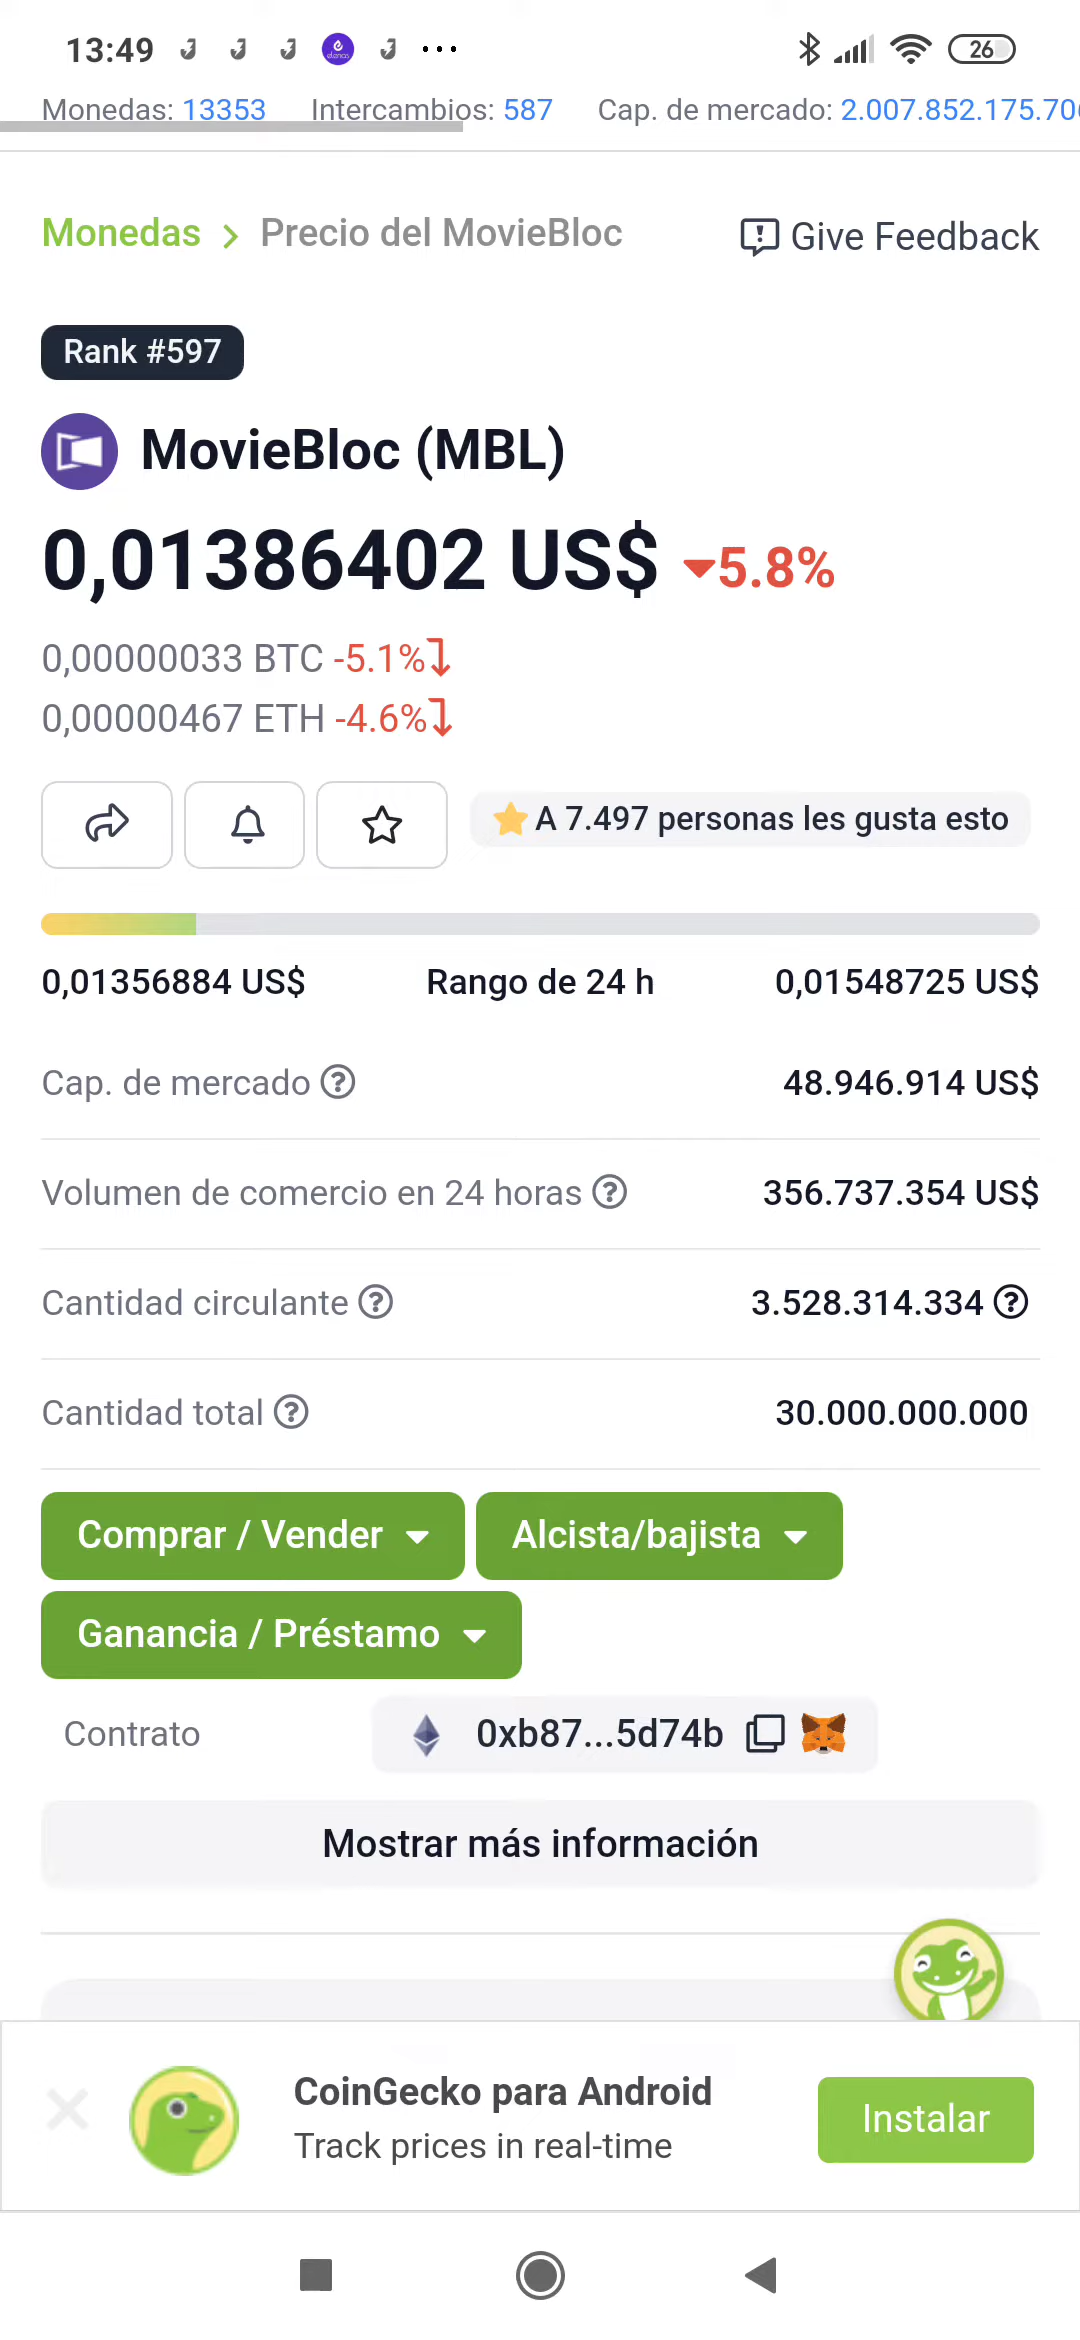 13:49
26
Monedas: 13353 Intercambios: 587 Cap. de mercado: 2.007.852.175.70
Monedas > Precio del MovieBloc
Give Feedback
Rank #597
MovieBloc (MBL)
0,01386402 US$ 5.8%
0,00000033 BTC -5.1%
0,00000467 ETH -4.6%
A 7.497 personas les gusta esto
0,01356884 US$ Rango de 24 h 0,01548725 US$
Cap. de mercado 48.946.914 US$
Volumen de comercio en 24 horas 356.737.354 US$
Cantidad circulante 3.528.314.334
Cantidad total 30.000.000.000
Comprar / Vender
Alcista/bajista
Ganancia / Préstamo
Contrato 0xb87...5d74b
Mostrar más información
CoinGecko para Android
Track prices in real-time
Instalar